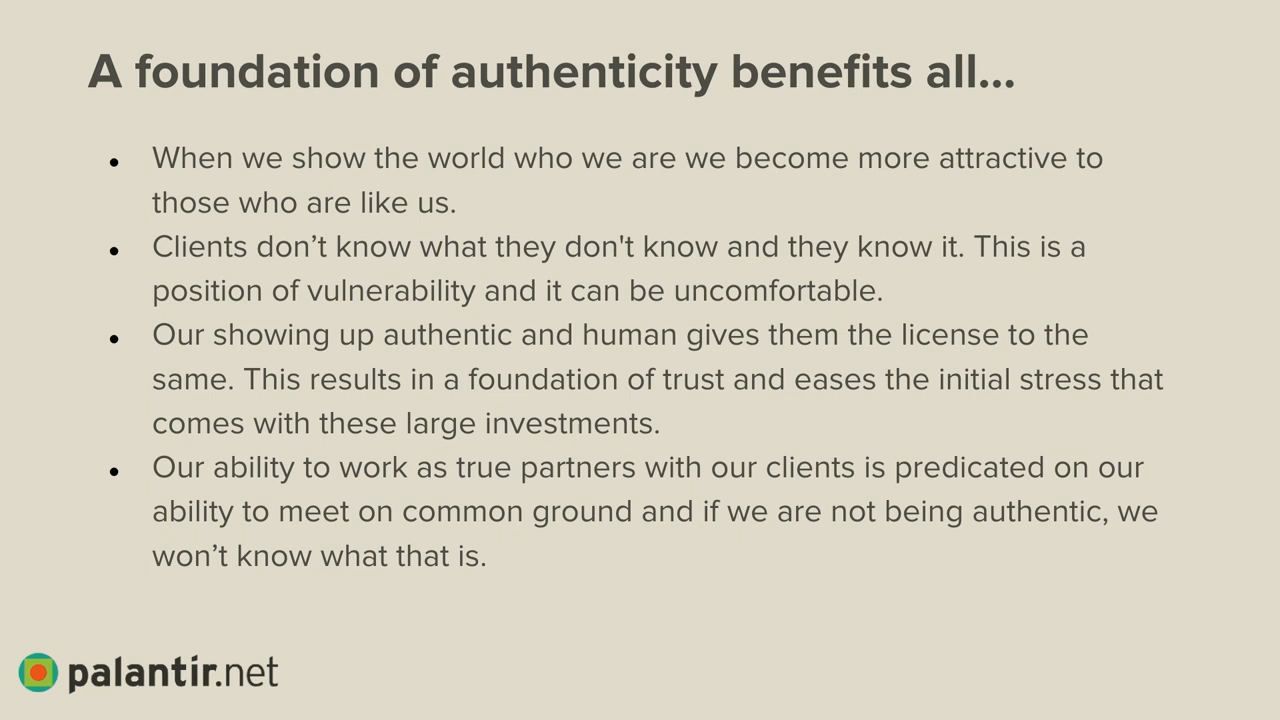 A foundation of authenticity benefits all...
• When we show the world who we are we become more attractive to
those who are like us.
• Clients don’t know what they don't know and they know it. This is a
position of vulnerability and it can be uncomfortable.
• Our showing up authentic and human gives them the license to the
same. This results in a foundation of trust and eases the initial stress that
comes with these large investments.
• Our ability to work as true partners with our clients is predicated on our
ability to meet on common ground and if we are not being authentic, we
won’t know what that is.
palantir.net